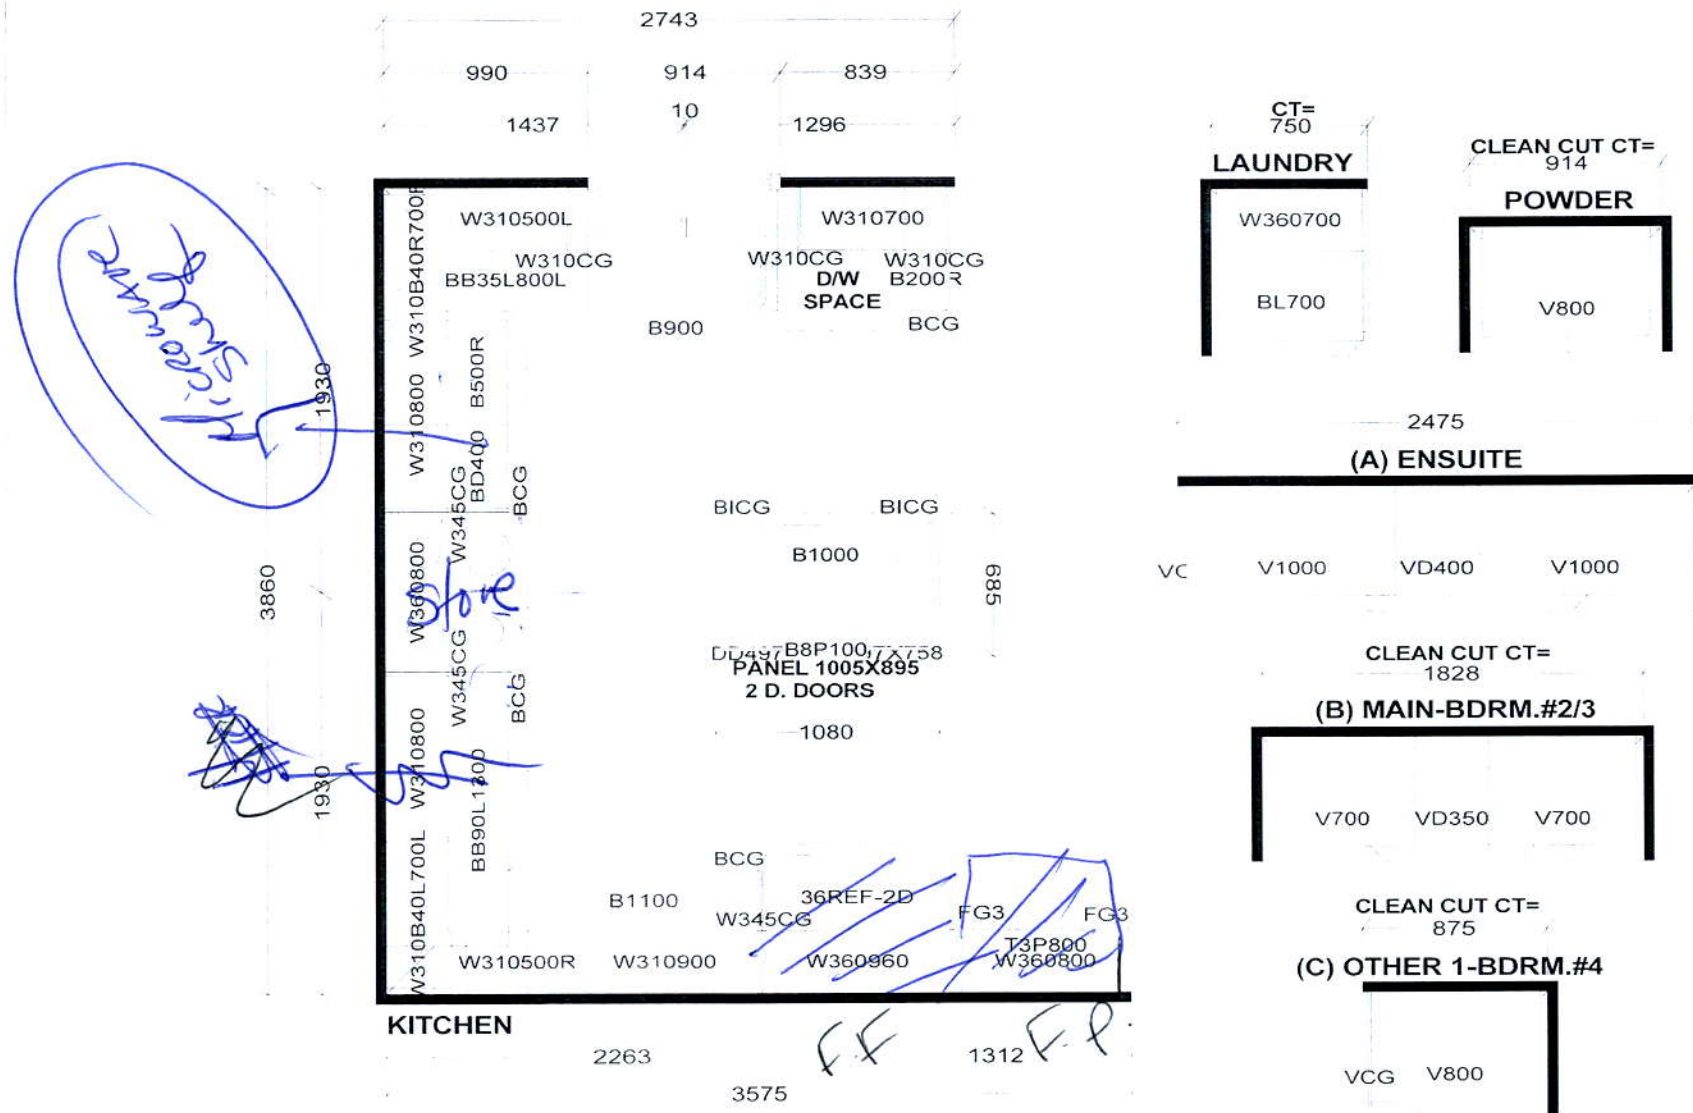 2743
990 914 839
10
1437 1296
W310500L W310700
W310CG W310CG W310CG
BB35L800L D/W SPACE B200R
B900 BCG
W310B40R700R
W310800
B500R
BD400
W345CG
BCG
1930
3860
Microwave
Shelf
W360800
Stove
W345CG
BCG
BICG BICG
B1000
685
PANEL 1005X895
2 D. DOORS
1080
W310800
1930
BB90L1300
W310B40L700L
BCG
B1100 36REF-2D
W345CG FG3 FG3
T3P800
W310500R W310900 W360960 W360800
KITCHEN
F.F F.P.
2263 1312
3575
CT=
750
LAUNDRY
W360700
BL700
CLEAN CUT CT=
914
POWDER
V800
2475
(A) ENSUITE
V1000 VD400 V1000
CLEAN CUT CT=
1828
(B) MAIN-BDRM.#2/3
V700 VD350 V700
CLEAN CUT CT=
875
(C) OTHER 1-BDRM.#4
VCG V800